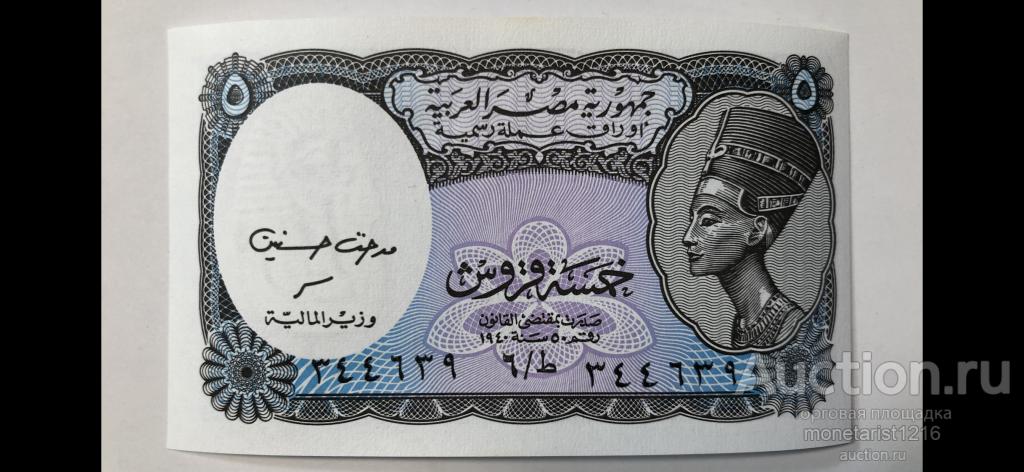 ٥
٥
جمهورية مصر العربية
أوراق عملة رسمية
مدحت حسنين
خمسة قروش
صدرت بمقتضى القانون
رقم ٥٠ سنة ١٩٤٠
وزير المالية
٣٤٤٦٣٩
ط/٦
٣٤٤٦٣٩
Auction.ru
торговая площадка
monetarist1216
auction.ru